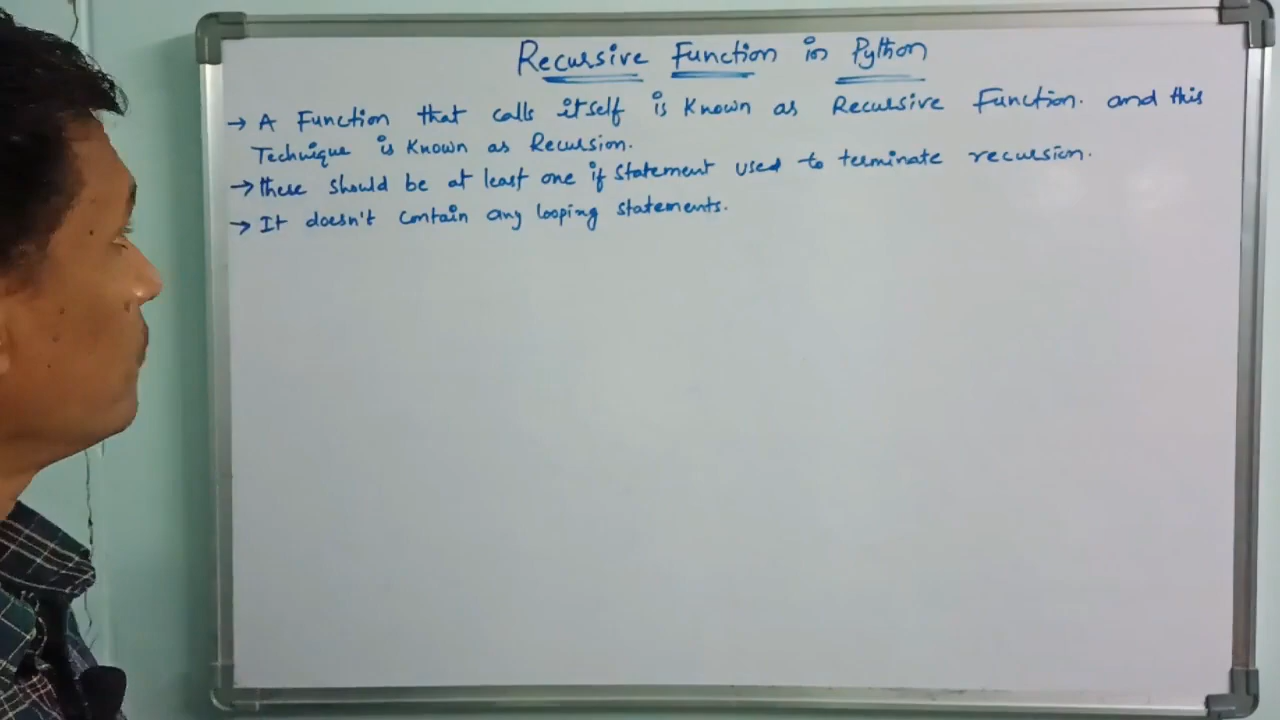 Recursive Function in Python
→ A Function that calls itself is Known as Recursive Function. and this
Technique is Known as Recursion.
→ there should be at least one if statement used to terminate recursion.
→ It doesn't contain any looping statements.